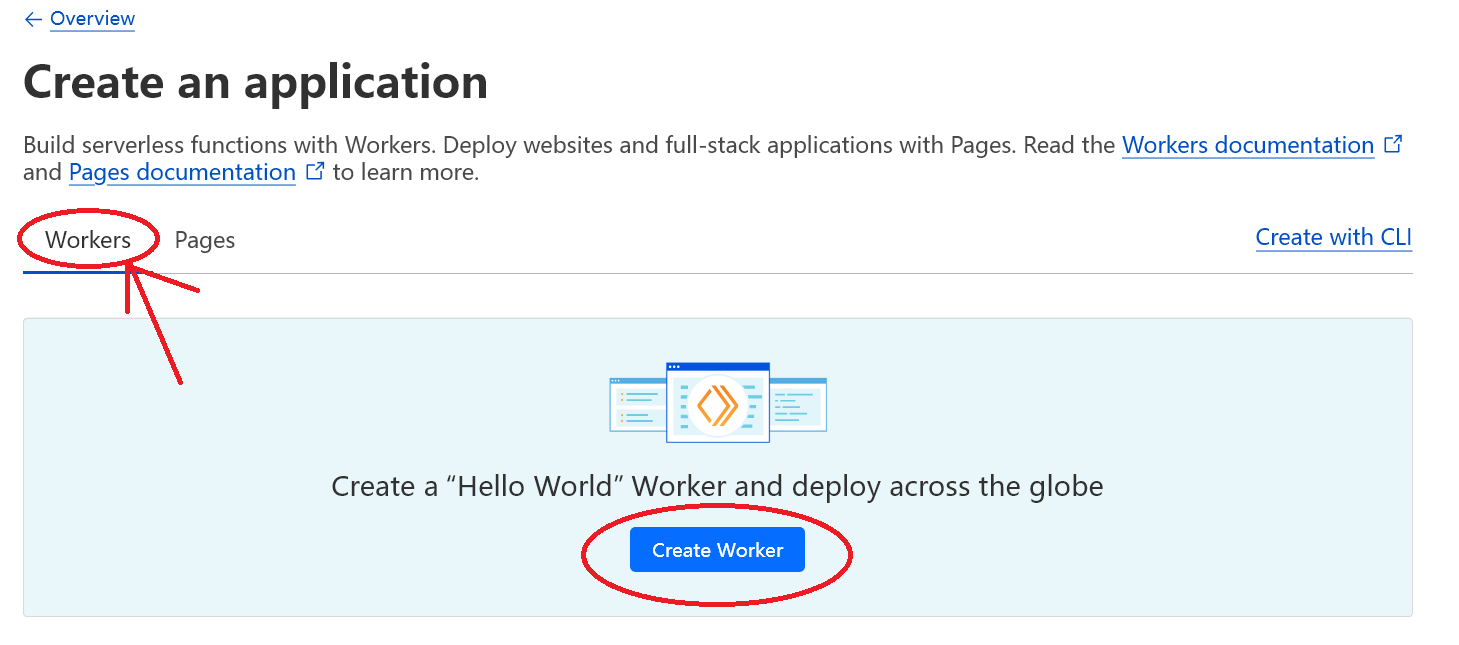 Overview
Create an application
Build serverless functions with Workers. Deploy websites and full-stack applications with Pages. Read the Workers documentation
and Pages documentation to learn more.
Workers Pages Create with CLI
Create a “Hello World” Worker and deploy across the globe
Create Worker